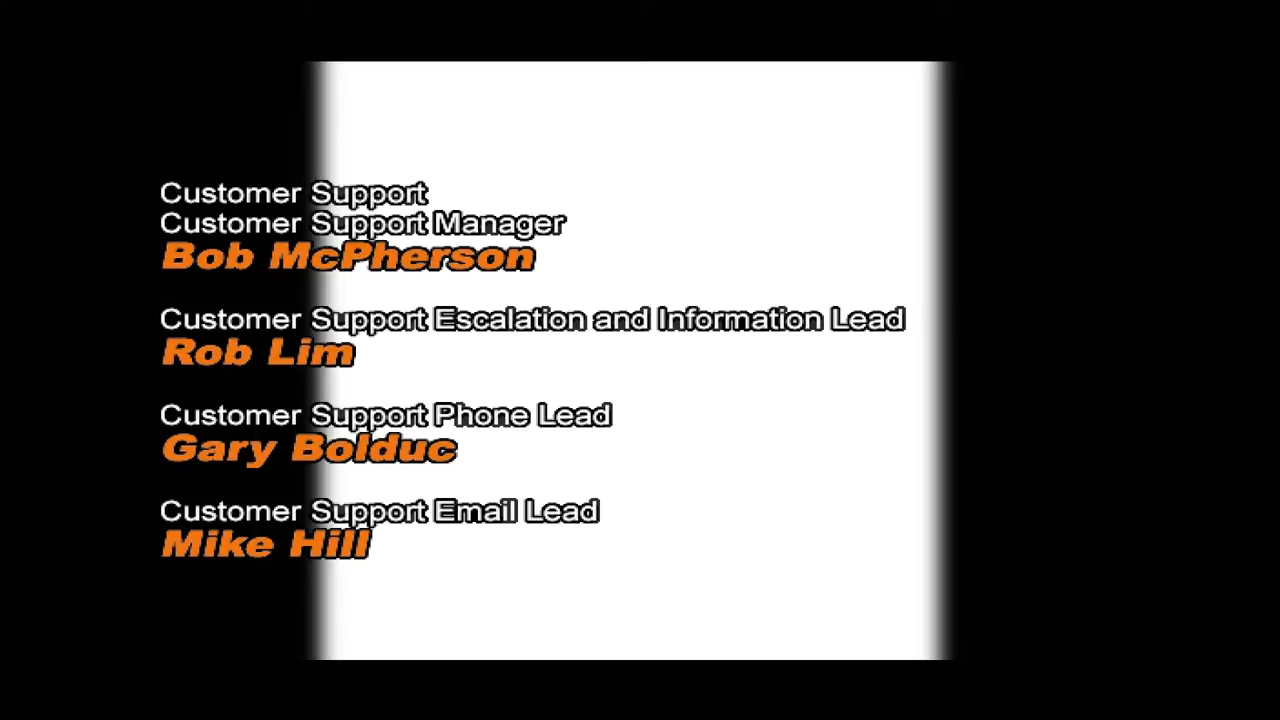 Customer Support
Customer Support Manager
Bob McPherson
Customer Support Escalation and Information Lead
Rob Lim
Customer Support Phone Lead
Gary Bolduc
Customer Support Email Lead
Mike Hill